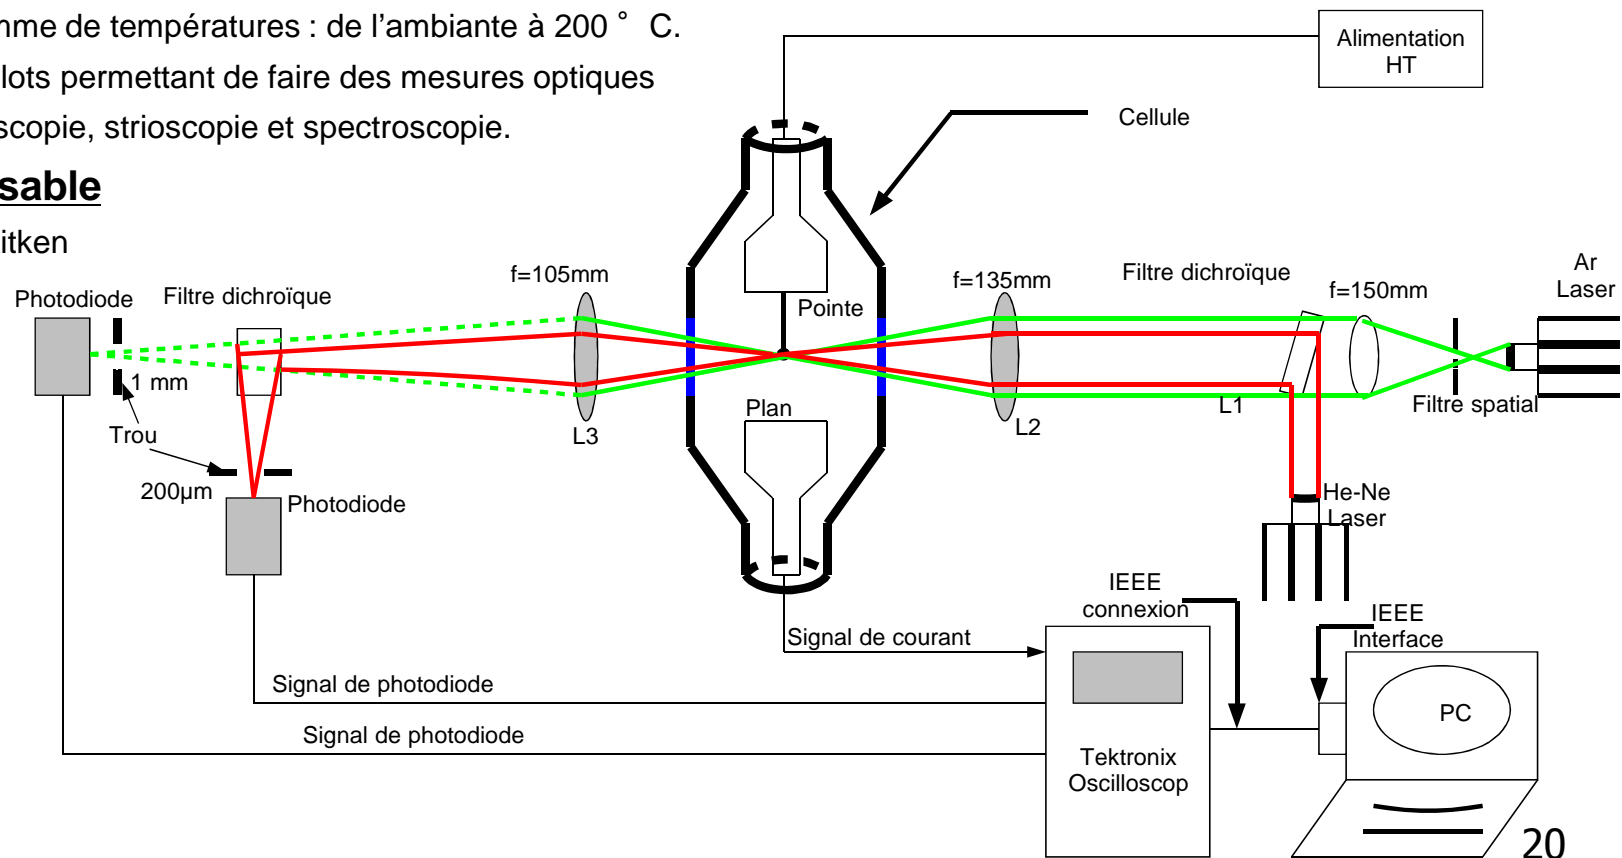 mme de températures : de l’ambiante à 200 ° C.
lots permettant de faire des mesures optiques
scopie, strioscopie et spectroscopie.
sable
itken
Alimentation
HT
Cellule
Photodiode
Filtre dichroïque
f=105mm
Pointe
f=135mm
Filtre dichroïque
f=150mm
Ar
Laser
1 mm
Trou
200µm
Photodiode
L3
Plan
L2
L1
Filtre spatial
He-Ne
Laser
IEEE
connexion
IEEE
Interface
Signal de courant
Signal de photodiode
Signal de photodiode
Tektronix
Oscilloscop
PC
20